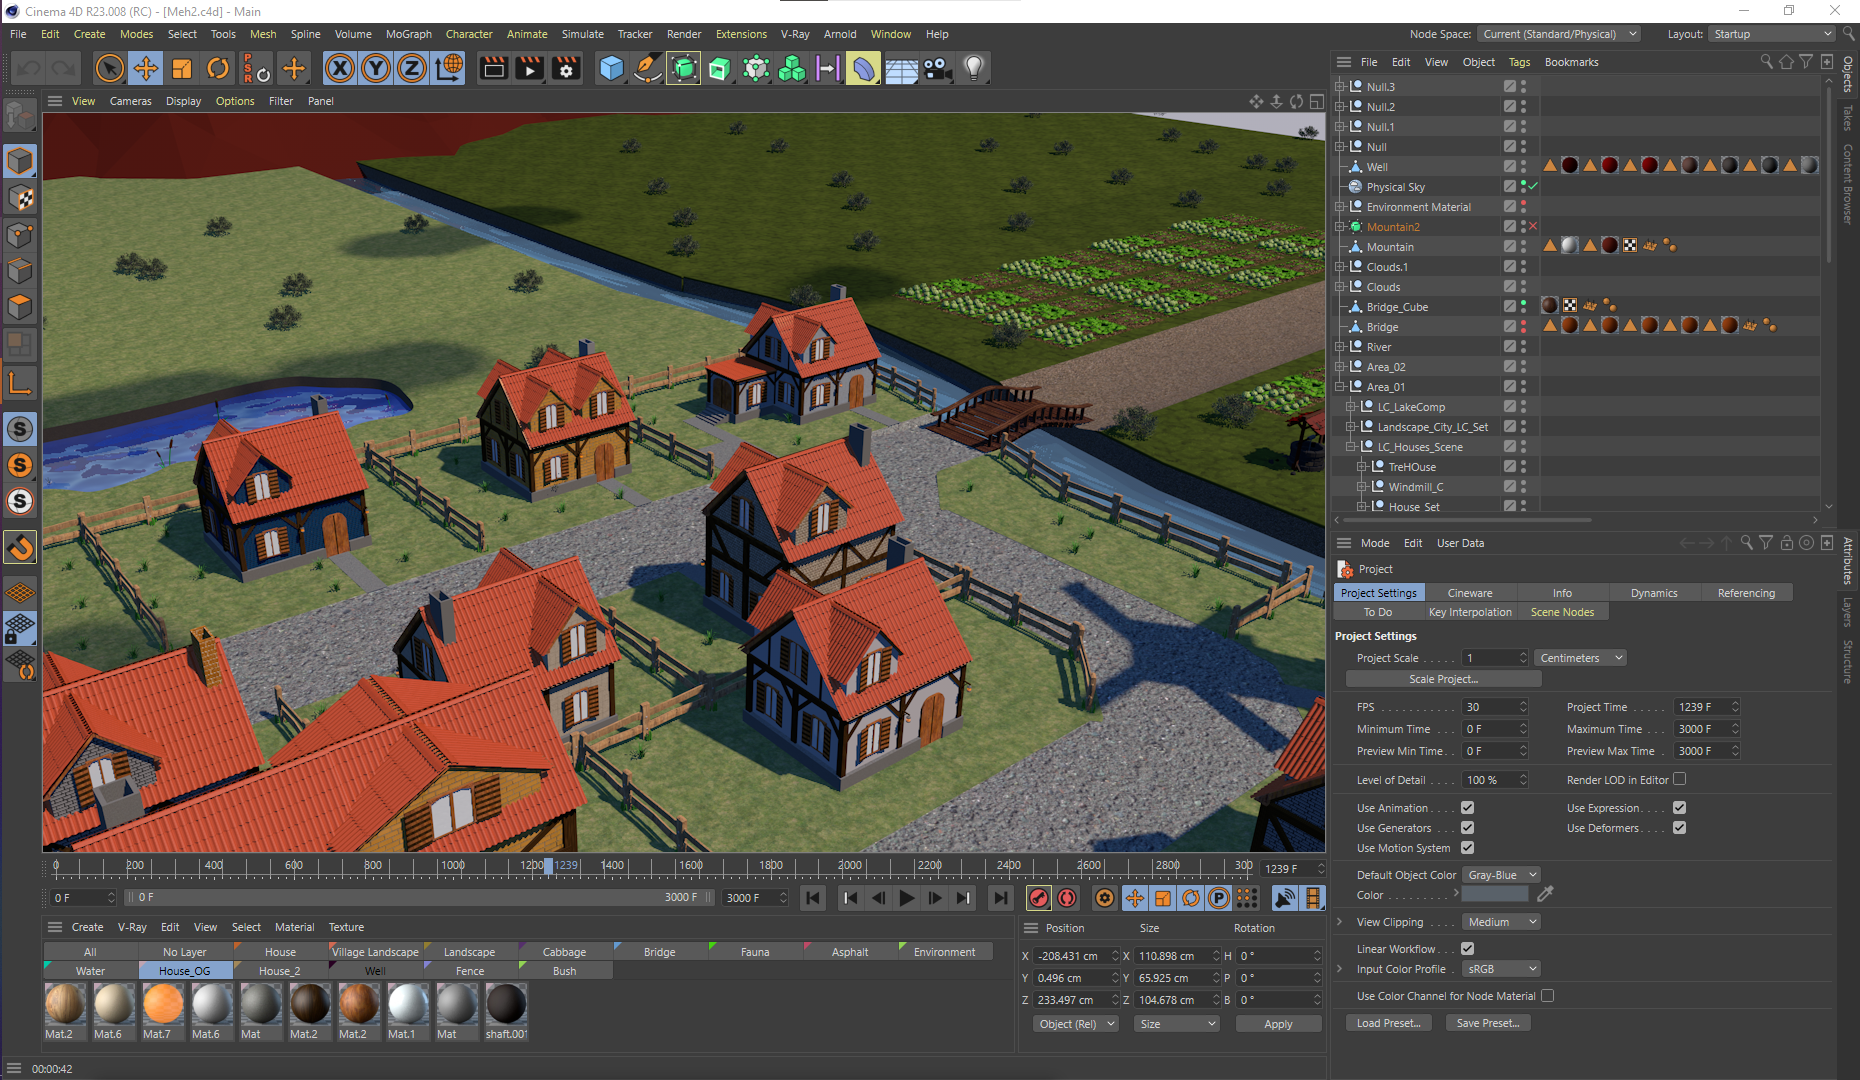 Cinema 4D R23.008 (RC) - [Meh2.c4d] - Main
File Edit Create Modes Select Tools Mesh Spline Volume MoGraph Character Animate Simulate Tracker Render Extensions V-Ray Arnold Window Help
Node Space: Current (Standard/Physical) Layout: Startup
PSR
X Y Z
View Cameras Display Options Filter Panel
File Edit View Object Tags Bookmarks
Null.3
Null.2
Null.1
Null
Well
Physical Sky
Environment Material
Mountain2
Mountain
Clouds.1
Clouds
Bridge_Cube
Bridge
River
Area_02
Area_01
LC_LakeComp
Landscape_City_LC_Set
LC_Houses_Scene
TreHOuse
Windmill_C
House_Set
Objects
Takes
Content Browser
Mode Edit User Data
Project
Project Settings Cineware Info Dynamics Referencing
To Do Key Interpolation Scene Nodes
Project Settings
Project Scale . . . . . 1 Centimeters
Scale Project...
FPS . . . . . . . . . . . 30 Project Time . . . . . 1239 F
Minimum Time . . . 0 F Maximum Time . . . 3000 F
Preview Min Time . . 0 F Preview Max Time . 3000 F
Level of Detail . . . . 100 % Render LOD in Editor
Use Animation . . . . Use Expression. . . .
Use Generators . . . Use Deformers. . . .
Use Motion System
Default Object Color Gray-Blue
Color . . . . . . . . . .
View Clipping . . . . Medium
Linear Workflow. . .
Input Color Profile . sRGB
Use Color Channel for Node Material
Load Preset... Save Preset...
Attributes
Layers
Structure
0 200 400 600 800 1000 1200 1239 1400 1600 1800 2000 2200 2400 2600 2800 300 1239 F
0 F 0 F 3000 F 3000 F
Create V-Ray Edit View Select Material Texture
All No Layer House Village Landscape Landscape Cabbage Bridge Fauna Asphalt Environment
Water House_OG House_2 Well Fence Bush
Mat.2 Mat.6 Mat.7 Mat.6 Mat Mat.2 Mat.2 Mat.1 Mat shaft.001
Position Size Rotation
X -208.431 cm X 110.898 cm H 0 °
Y 0.496 cm Y 65.925 cm P 0 °
Z 233.497 cm Z 104.678 cm B 0 °
Object (Rel) Size Apply
00:00:42